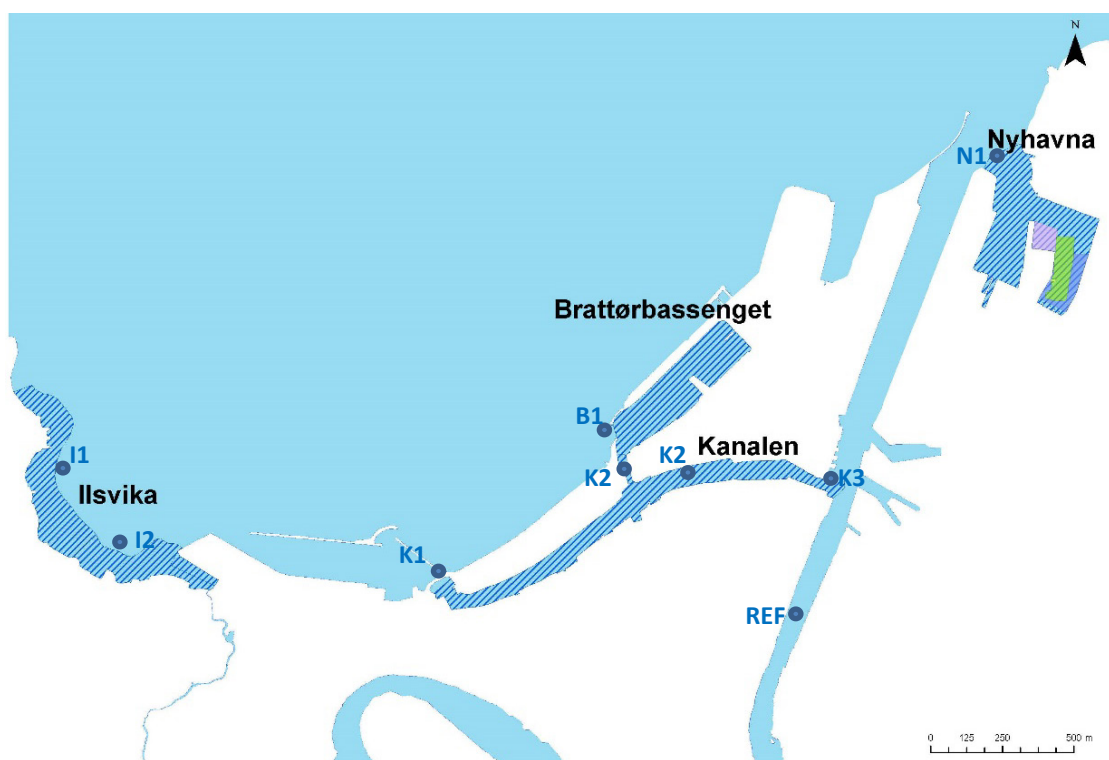 N
Nyhavna
N1
Brattørbassenget
B1
Kanalen
K2
K2
K3
I1
Ilsvika
I2
K1
REF
0 125 250 500 m